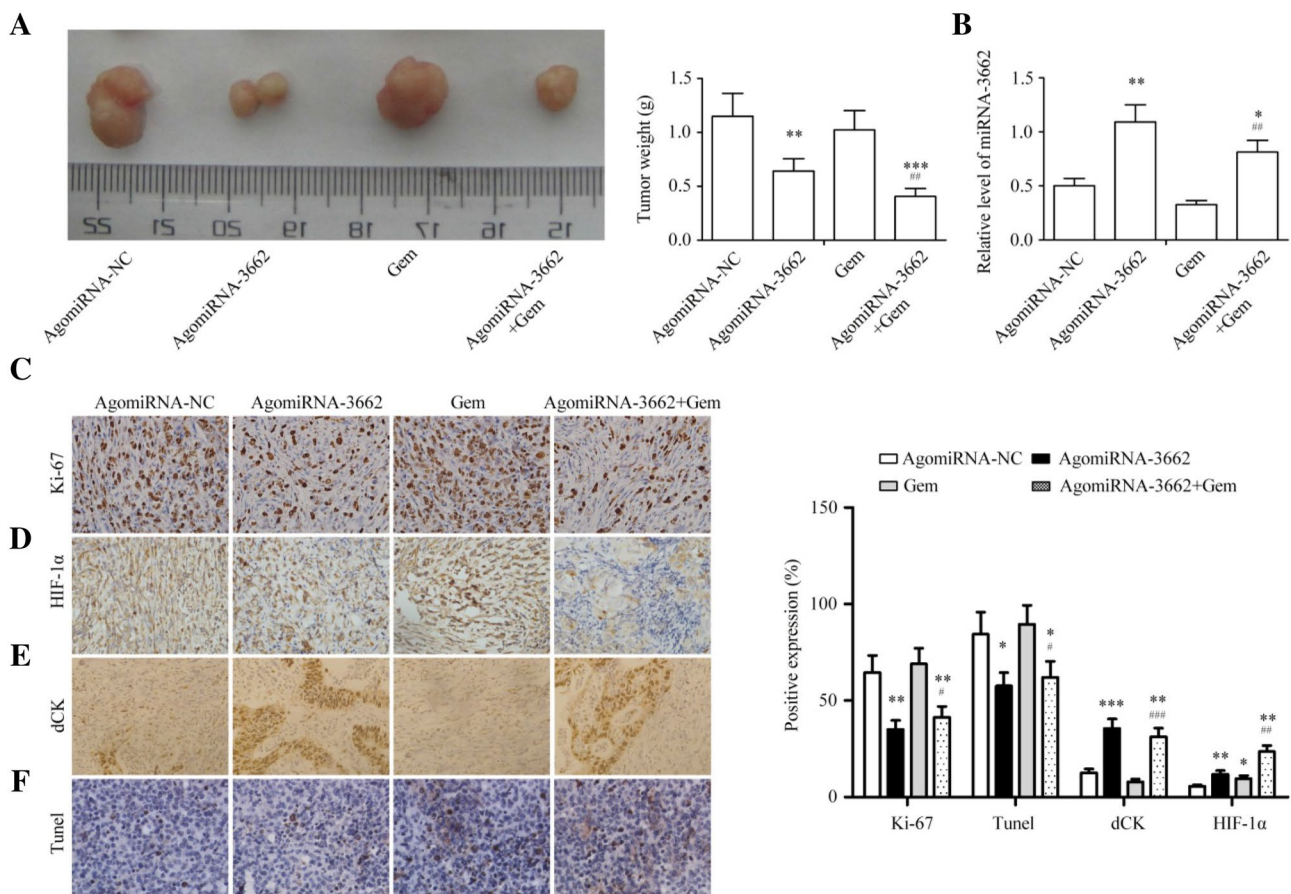 A
B
22 21 20 19 18 17 16 15
AgomiRNA-NC
AgomiRNA-3662
Gem
AgomiRNA-3662
+Gem
Tumor weight (g)
1.5
1.0
0.5
0.0
**
***
##
AgomiRNA-NC
AgomiRNA-3662
Gem
AgomiRNA-3662
+Gem
Relative level of miRNA-3662
1.5
1.0
0.5
0.0
**
*
##
AgomiRNA-NC
AgomiRNA-3662
Gem
AgomiRNA-3662
+Gem
C
AgomiRNA-NC AgomiRNA-3662 Gem AgomiRNA-3662+Gem
Ki-67
D
HIF-1α
E
dCK
F
Tunel
AgomiRNA-NC AgomiRNA-3662
Gem AgomiRNA-3662+Gem
Positive expression (%)
150
100
50
0
**
**
#
*
*
#
***
**
###
**
*
**
##
Ki-67 Tunel dCK HIF-1α